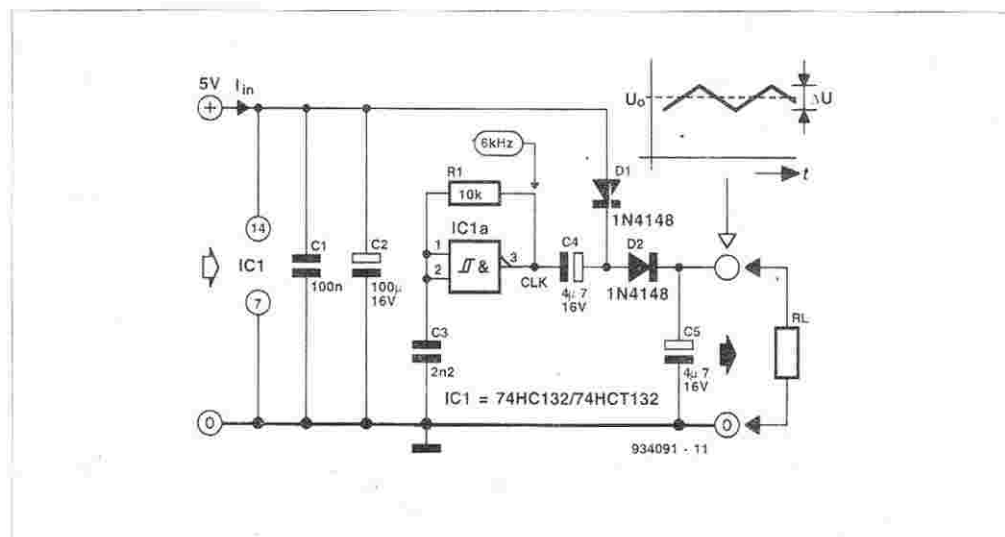 5V
Iin
+
14
IC1
7
C1
100n
C2
100µ
16V
R1
10k
6kHz
IC1a
1
2
&
3
CLK
C3
2n2
C4
4µ7
16V
D1
1N4148
D2
1N4148
C5
4µ7
16V
RL
Uo
ΔU
t
IC1 = 74HC132/74HCT132
0
0
934091 - 11